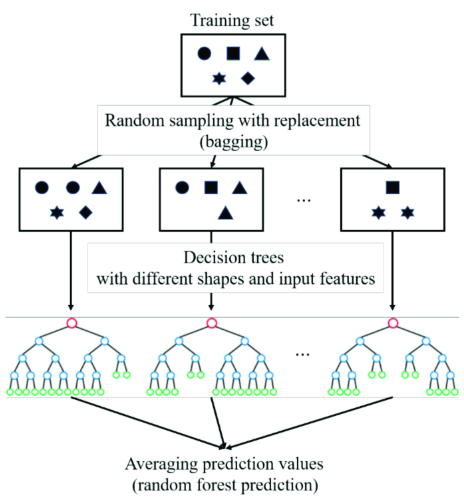 Training set
Random sampling with replacement
(bagging)
...
Decision trees
with different shapes and input features
...
Averaging prediction values
(random forest prediction)